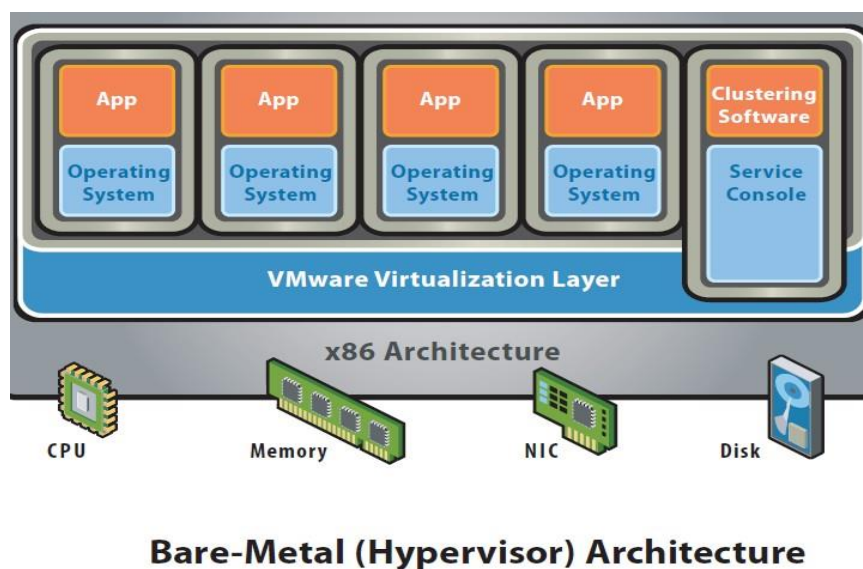 App
App
App
App
Clustering
Software
Operating
System
Operating
System
Operating
System
Operating
System
Service
Console
VMware Virtualization Layer
x86 Architecture
CPU
Memory
NIC
Disk
Bare-Metal (Hypervisor) Architecture